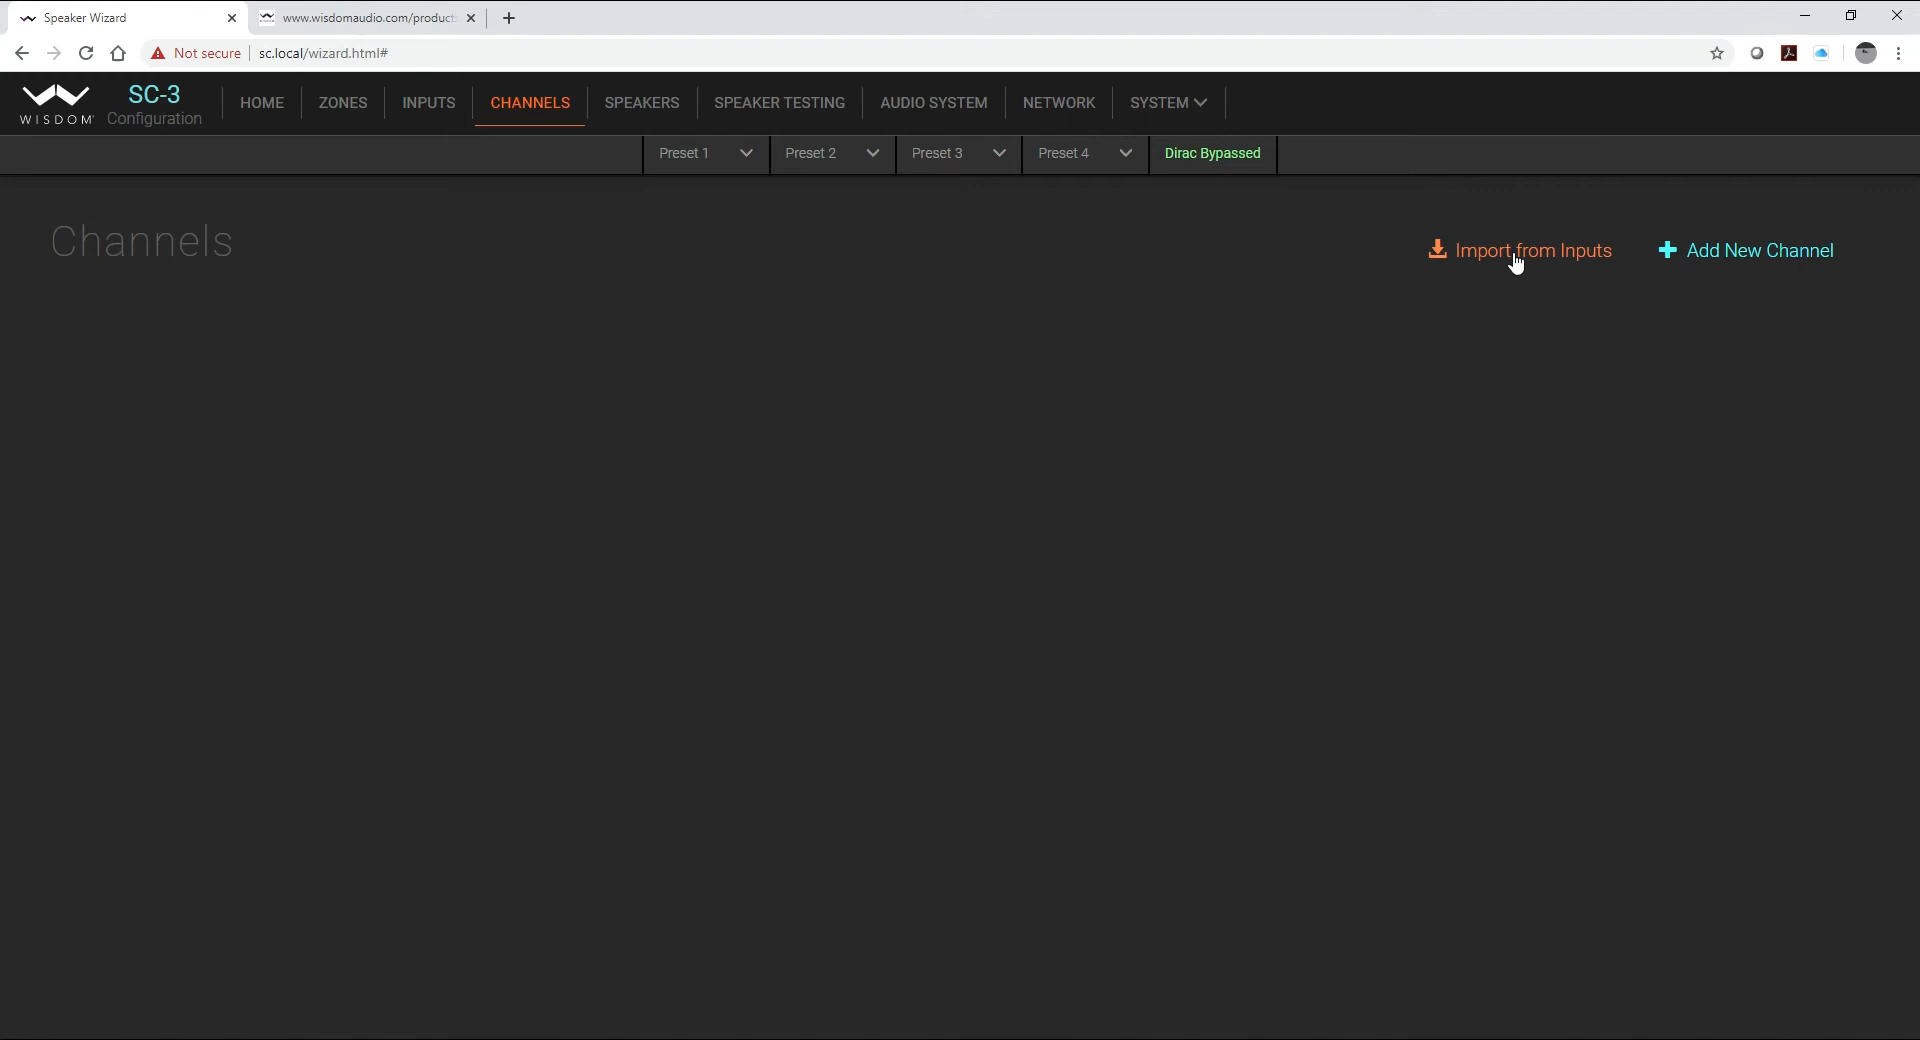 Speaker Wizard
www.wisdomaudio.com/product
Not secure
sc.local/wizard.html#
WISDOM
SC-3
Configuration
HOME
ZONES
INPUTS
CHANNELS
SPEAKERS
SPEAKER TESTING
AUDIO SYSTEM
NETWORK
SYSTEM
Preset 1
Preset 2
Preset 3
Preset 4
Dirac Bypassed
Channels
Import from Inputs
Add New Channel